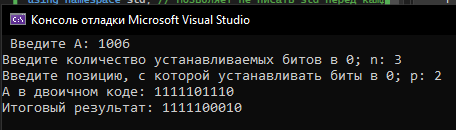 Консоль отладки Microsoft Visual Studio
Введите A: 1006
Введите количество устанавливаемых битов в 0; n: 3
Введите позицию, с которой устанавливать биты в 0; p: 2
A в двоичном коде: 1111101110
Итоговый результат: 1111100010